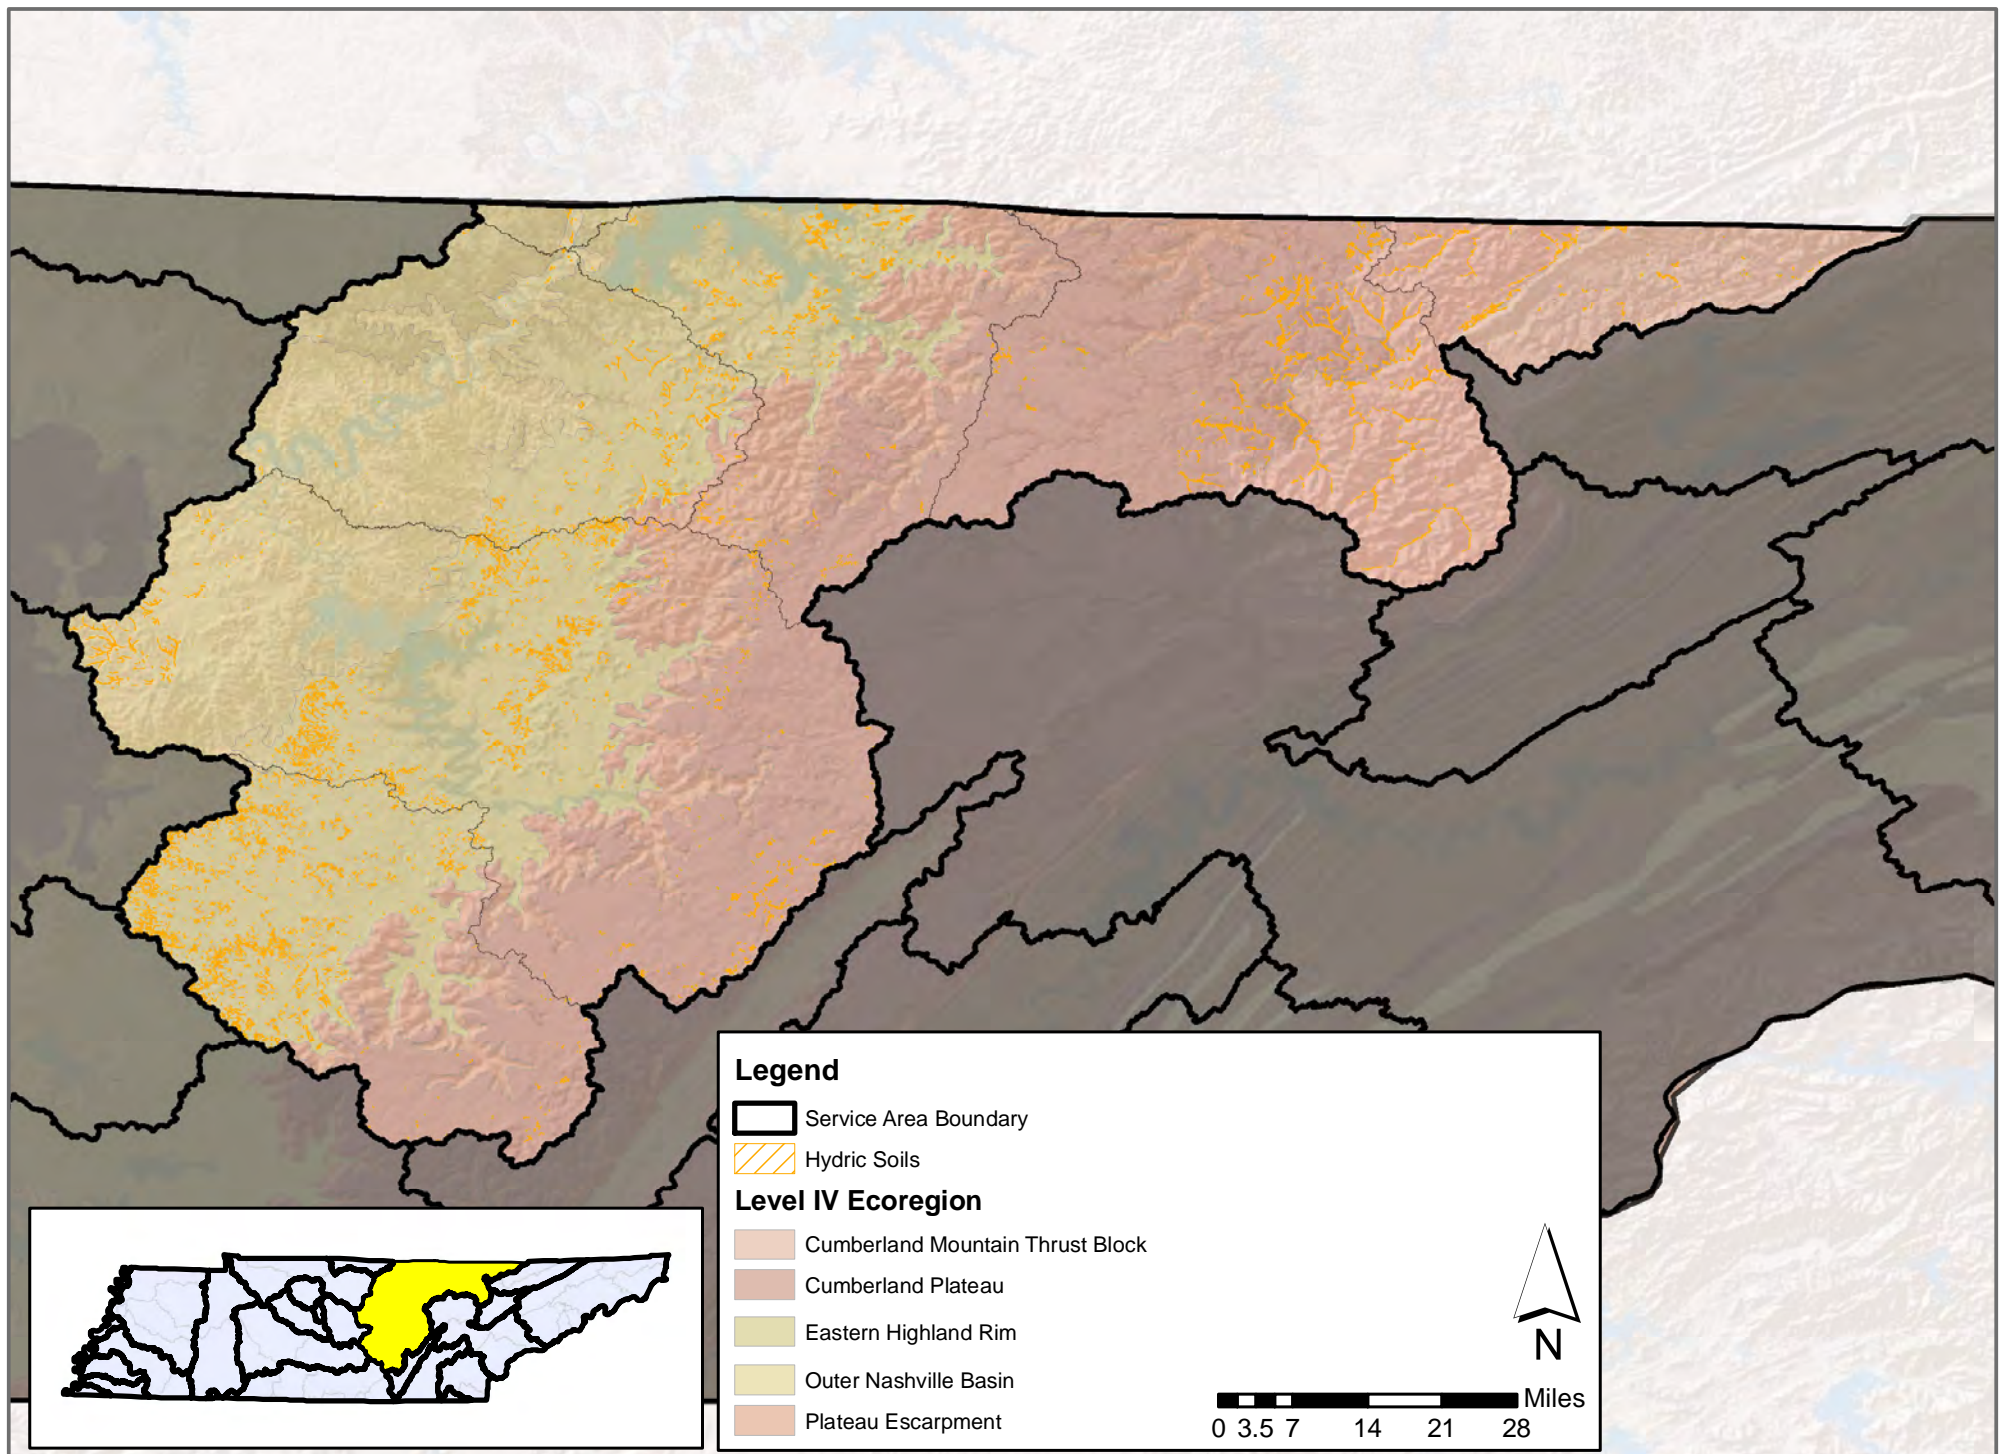 Legend
Service Area Boundary
Hydric Soils
Level IV Ecoregion
Cumberland Mountain Thrust Block
Cumberland Plateau
Eastern Highland Rim
Outer Nashville Basin
Plateau Escarpment
N
Miles
0 3.5 7 14 21 28